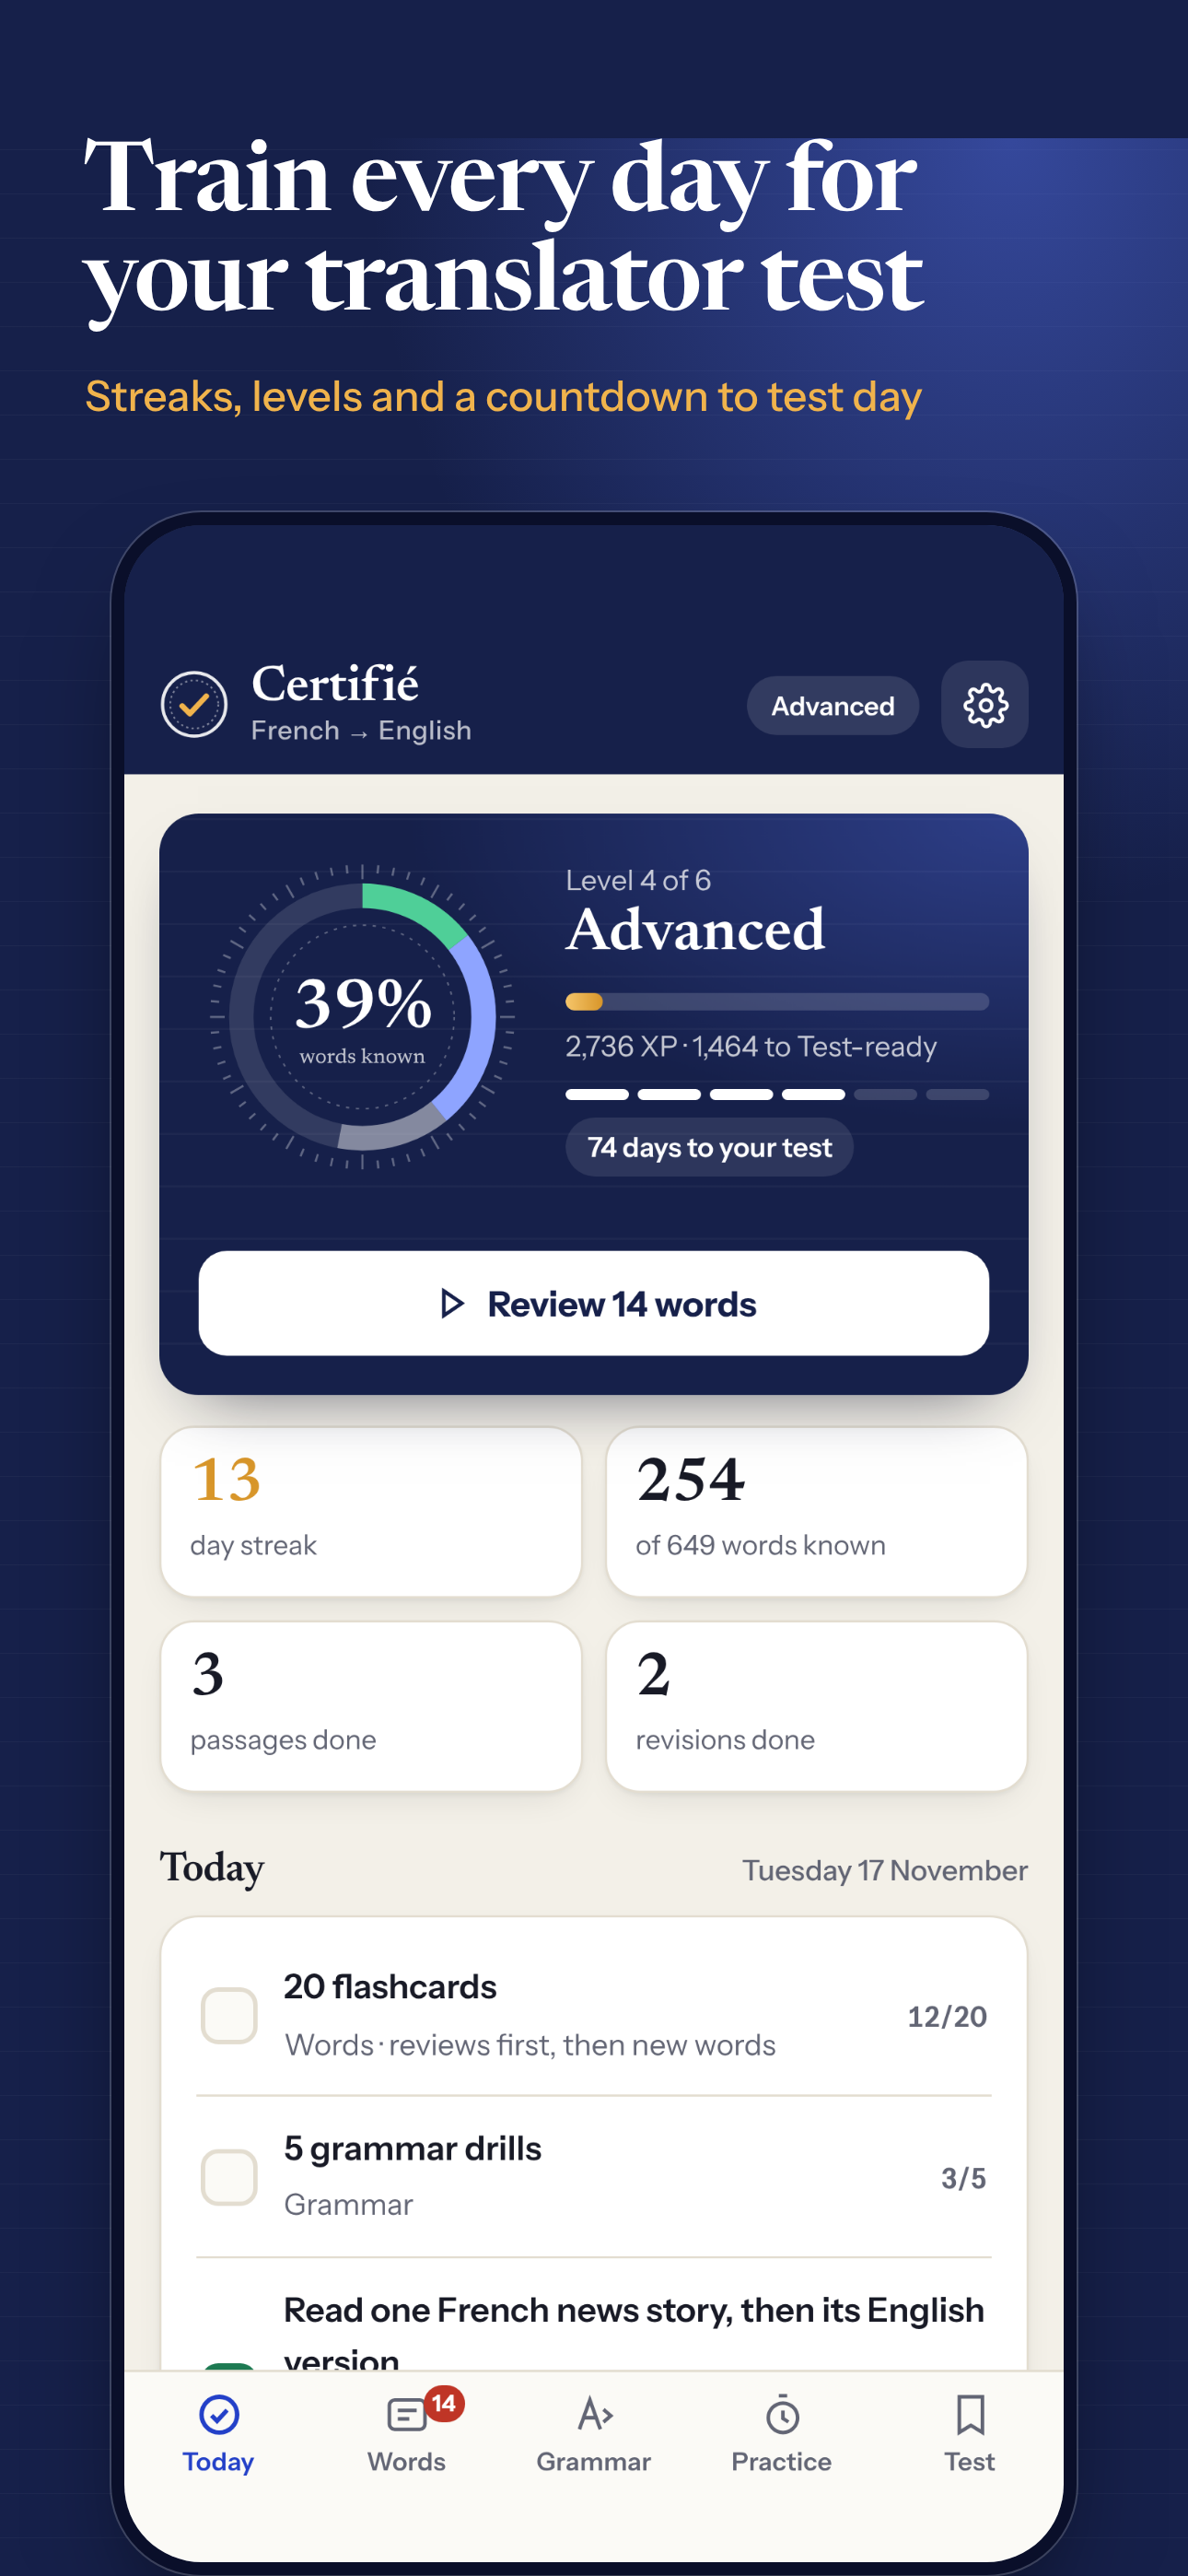 Train every day for
your translator test
Streaks, levels and a countdown to test day
Certifié
French → English
Advanced
39%
words known
Level 4 of 6
Advanced
2,736 XP · 1,464 to Test-ready
74 days to your test
Review 14 words
13
day streak
254
of 649 words known
3
passages done
2
revisions done
Today
Tuesday 17 November
20 flashcards
Words · reviews first, then new words
12/20
5 grammar drills
Grammar
3/5
Read one French news story, then its English
version
14
Today
Words
Grammar
Practice
Test